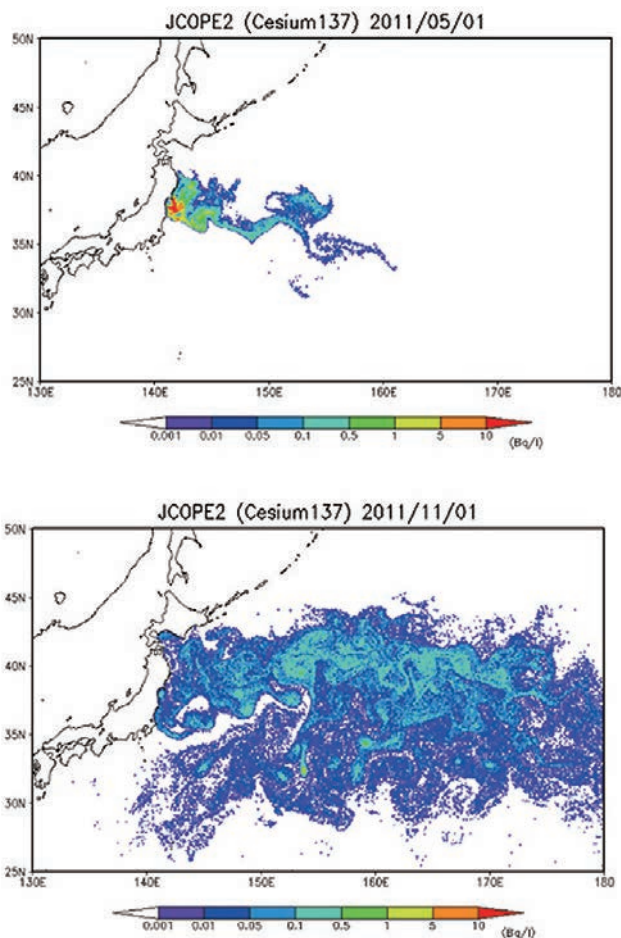 JCOPE2 (Cesium137) 2011/05/01
50N
45N
40N
35N
30N
25N
130E 140E 150E 160E 170E 180
0.001 0.01 0.05 0.1 0.5 1 5 10 (Bq/l)
JCOPE2 (Cesium137) 2011/11/01
50N
45N
40N
35N
30N
25N
130E 140E 150E 160E 170E 180
0.001 0.01 0.05 0.1 0.5 1 5 10 (Bq/l)